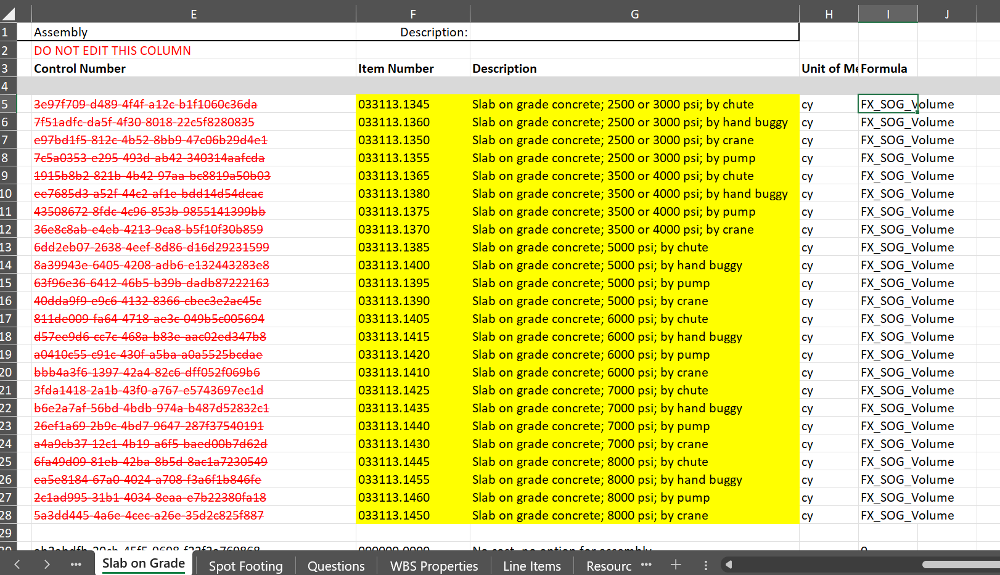 E F G H I J
1 Assembly Description:
2 DO NOT EDIT THIS COLUMN
3 Control Number Item Number Description Unit of Me Formula
4
5 3e97f709-d489-4f4f-a12c-b1f1060c36da 033113.1345 Slab on grade concrete; 2500 or 3000 psi; by chute cy FX_SOG_Volume
6 7f51adfc-da5f-4f30-8018-22c5f8280835 033113.1360 Slab on grade concrete; 2500 or 3000 psi; by hand buggy cy FX_SOG_Volume
7 e97bd1f5-812c-4b52-8bb9-47c06b29d4e1 033113.1350 Slab on grade concrete; 2500 or 3000 psi; by crane cy FX_SOG_Volume
8 7c5a0353-e295-493d-ab42-340314aafcda 033113.1355 Slab on grade concrete; 2500 or 3000 psi; by pump cy FX_SOG_Volume
9 1915b8b2-821b-4b42-97aa-bc8819a50b03 033113.1365 Slab on grade concrete; 3500 or 4000 psi; by chute cy FX_SOG_Volume
10 ee7685d3-a52f-44c2-af1e-bdd14d54dcac 033113.1380 Slab on grade concrete; 3500 or 4000 psi; by hand buggy cy FX_SOG_Volume
11 43508672-8fdc-4c96-853b-9855141399bb 033113.1375 Slab on grade concrete; 3500 or 4000 psi; by pump cy FX_SOG_Volume
12 36e8c8ab-e4eb-4213-9ca8-b5f10f30b859 033113.1370 Slab on grade concrete; 3500 or 4000 psi; by crane cy FX_SOG_Volume
13 6dd2eb07-2638-4eef-8d86-d16d29231599 033113.1385 Slab on grade concrete; 5000 psi; by chute cy FX_SOG_Volume
14 8a39943e-6405-4208-adb6-e132443283e8 033113.1400 Slab on grade concrete; 5000 psi; by hand buggy cy FX_SOG_Volume
15 63f96e36-6412-46b5-b39b-dadb87222163 033113.1395 Slab on grade concrete; 5000 psi; by pump cy FX_SOG_Volume
16 40dda9f9-e9c6-4132-8366-cbec3e2ac45c 033113.1390 Slab on grade concrete; 5000 psi; by crane cy FX_SOG_Volume
17 811de009-fa64-4718-ae3c-049b5c005694 033113.1405 Slab on grade concrete; 6000 psi; by chute cy FX_SOG_Volume
18 d57ee9d6-cc7c-468a-b83e-aac02ed347b8 033113.1415 Slab on grade concrete; 6000 psi; by hand buggy cy FX_SOG_Volume
19 a0410c55-c91c-430f-a5ba-a0a5525bcdae 033113.1420 Slab on grade concrete; 6000 psi; by pump cy FX_SOG_Volume
20 bbb4a3f6-1397-42a4-82c6-dff052f069b6 033113.1410 Slab on grade concrete; 6000 psi; by crane cy FX_SOG_Volume
21 3fda1418-2a1b-43f0-a767-e5743697ec1d 033113.1425 Slab on grade concrete; 7000 psi; by chute cy FX_SOG_Volume
22 b6e2a7af-56bd-4bdb-974a-b487d52832c1 033113.1435 Slab on grade concrete; 7000 psi; by hand buggy cy FX_SOG_Volume
23 26ef1a69-2b9c-4bd7-9647-287f37540191 033113.1440 Slab on grade concrete; 7000 psi; by pump cy FX_SOG_Volume
24 a4a9cb37-12c1-4b19-a6f5-baed00b7d62d 033113.1430 Slab on grade concrete; 7000 psi; by crane cy FX_SOG_Volume
25 6fa49d09-81eb-42ba-8b5d-8ac1a7230549 033113.1445 Slab on grade concrete; 8000 psi; by chute cy FX_SOG_Volume
26 ea5e8184-67a0-4024-a708-f3a6f1b846fe 033113.1455 Slab on grade concrete; 8000 psi; by hand buggy cy FX_SOG_Volume
27 2c1ad995-31b1-4034-8eaa-e7b22380fa18 033113.1460 Slab on grade concrete; 8000 psi; by pump cy FX_SOG_Volume
28 5a3dd445-4a6e-4cec-a26e-35d2c825f887 033113.1450 Slab on grade concrete; 8000 psi; by crane cy FX_SOG_Volume
29
000000.0000 No cost, no option for assembly 0
Slab on Grade Spot Footing Questions WBS Properties Line Items Resourc